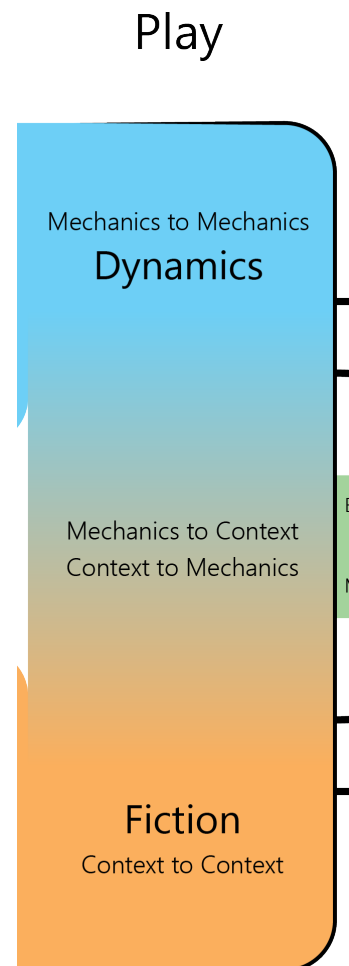 Play
Mechanics to Mechanics
Dynamics
Mechanics to Context
Context to Mechanics
Fiction
Context to Context